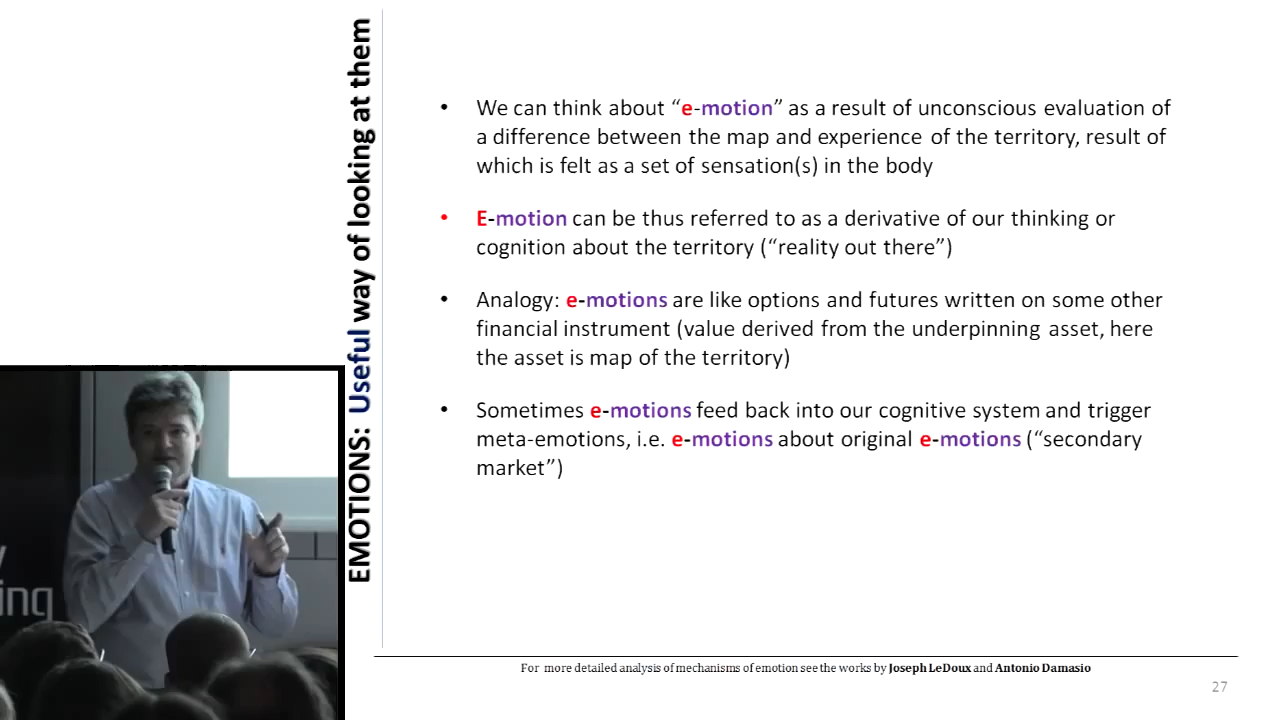 EMOTIONS: Useful way of looking at them
• We can think about “e-motion” as a result of unconscious evaluation of
a difference between the map and experience of the territory, result of
which is felt as a set of sensation(s) in the body
• E-motion can be thus referred to as a derivative of our thinking or
cognition about the territory (“reality out there”)
• Analogy: e-motions are like options and futures written on some other
financial instrument (value derived from the underpinning asset, here
the asset is map of the territory)
• Sometimes e-motions feed back into our cognitive system and trigger
meta-emotions, i.e. e-motions about original e-motions (“secondary
market”)
For more detailed analysis of mechanisms of emotion see the works by Joseph LeDoux and Antonio Damasio
27